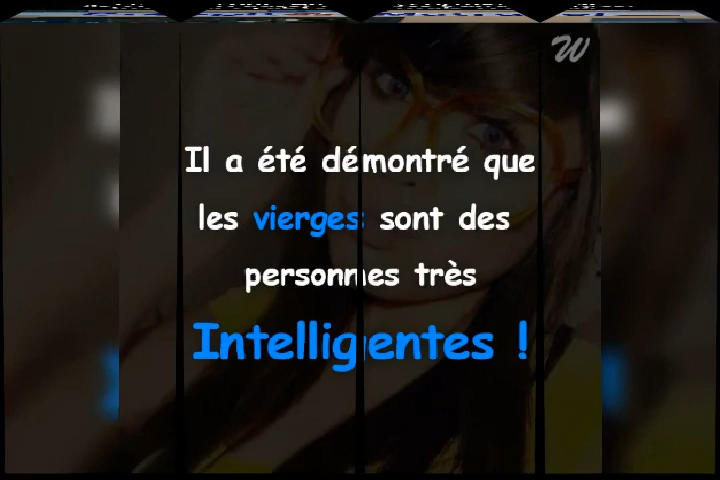 W
Il a été démontré que
les vierges sont des
personnes très
Intelligentes !